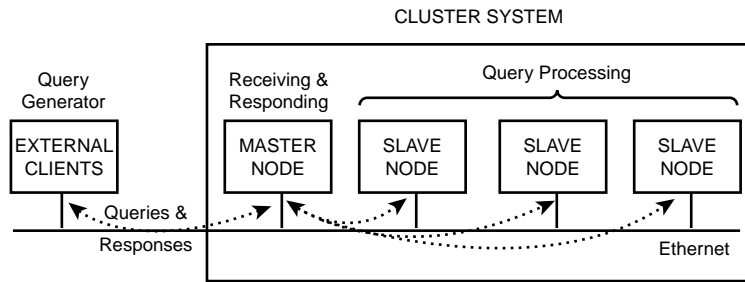 CLUSTER SYSTEM
Query
Generator
Receiving &
Responding
Query Processing
EXTERNAL
CLIENTS
MASTER
NODE
SLAVE
NODE
SLAVE
NODE
SLAVE
NODE
Queries &
Responses
Ethernet